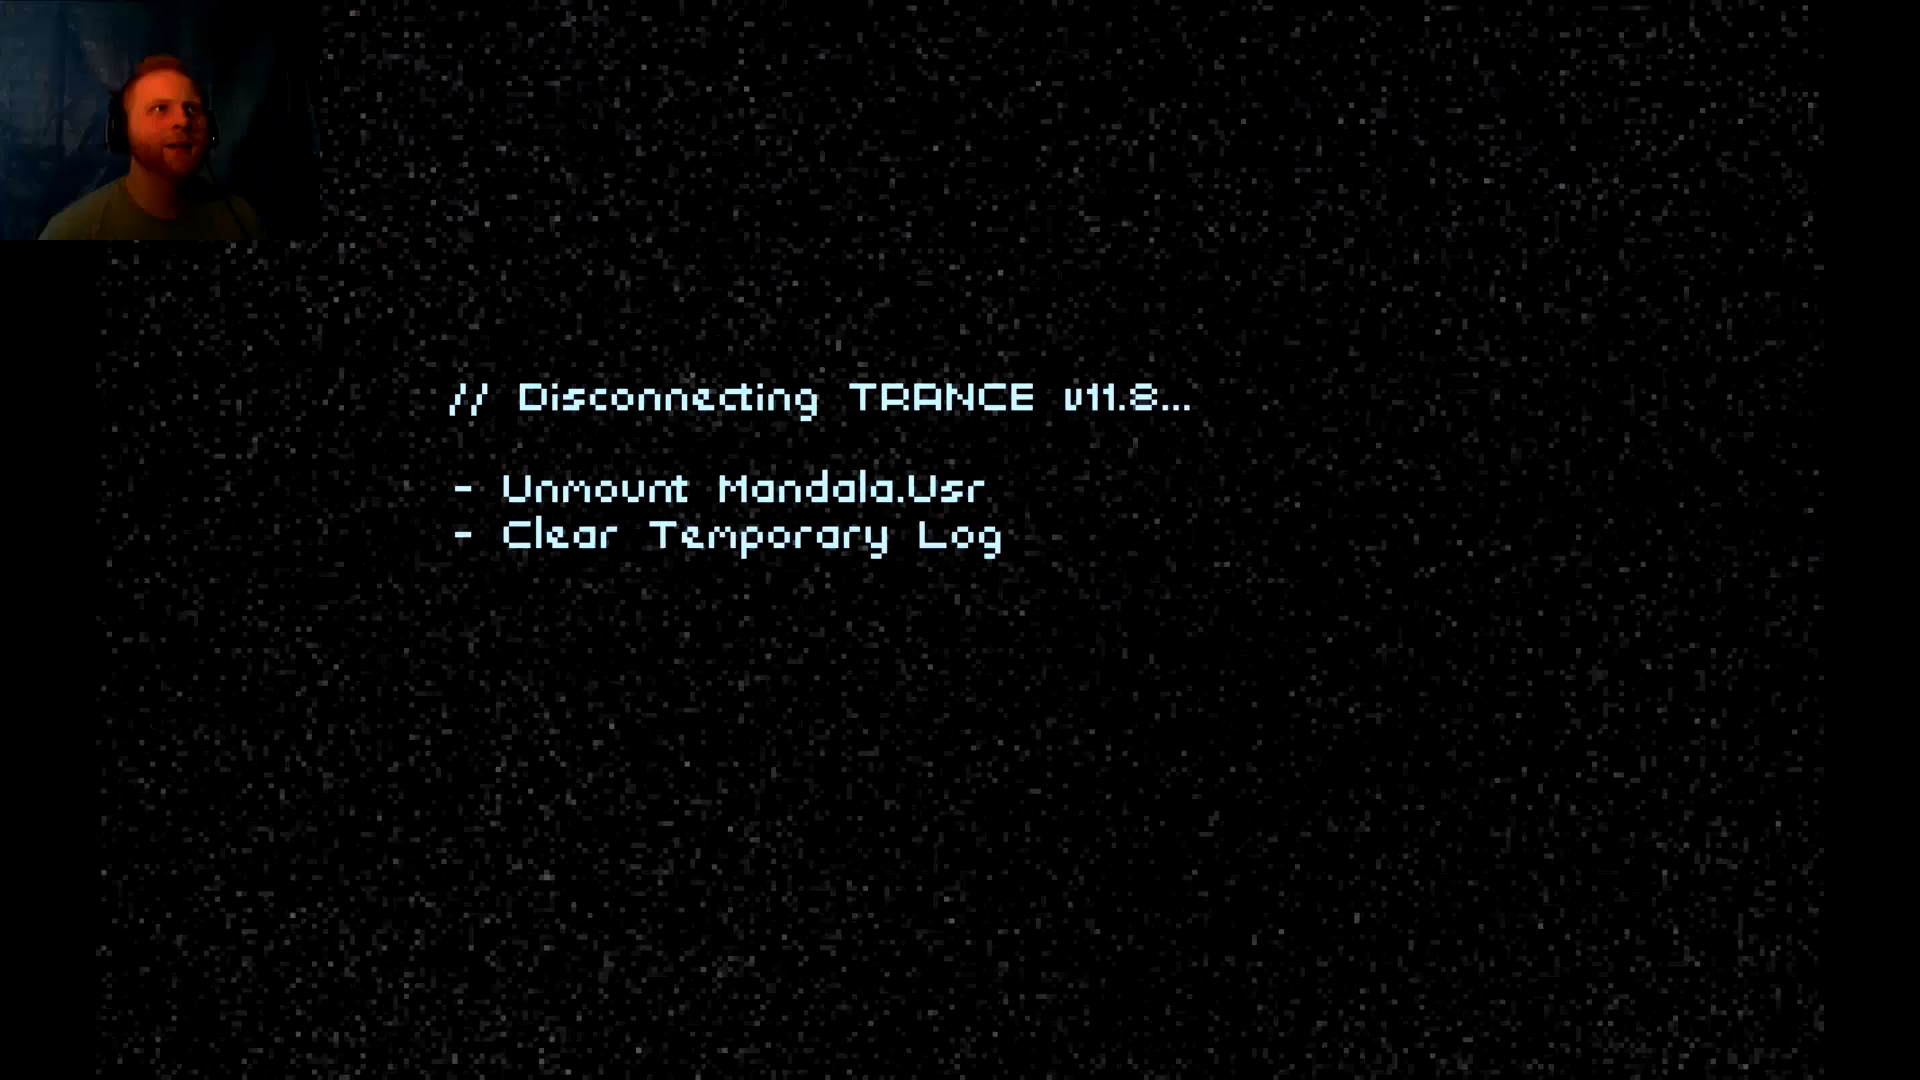 // Disconnecting TRANCE v11.8...
- Unmount Mandala.Usr
- Clear Temporary Log